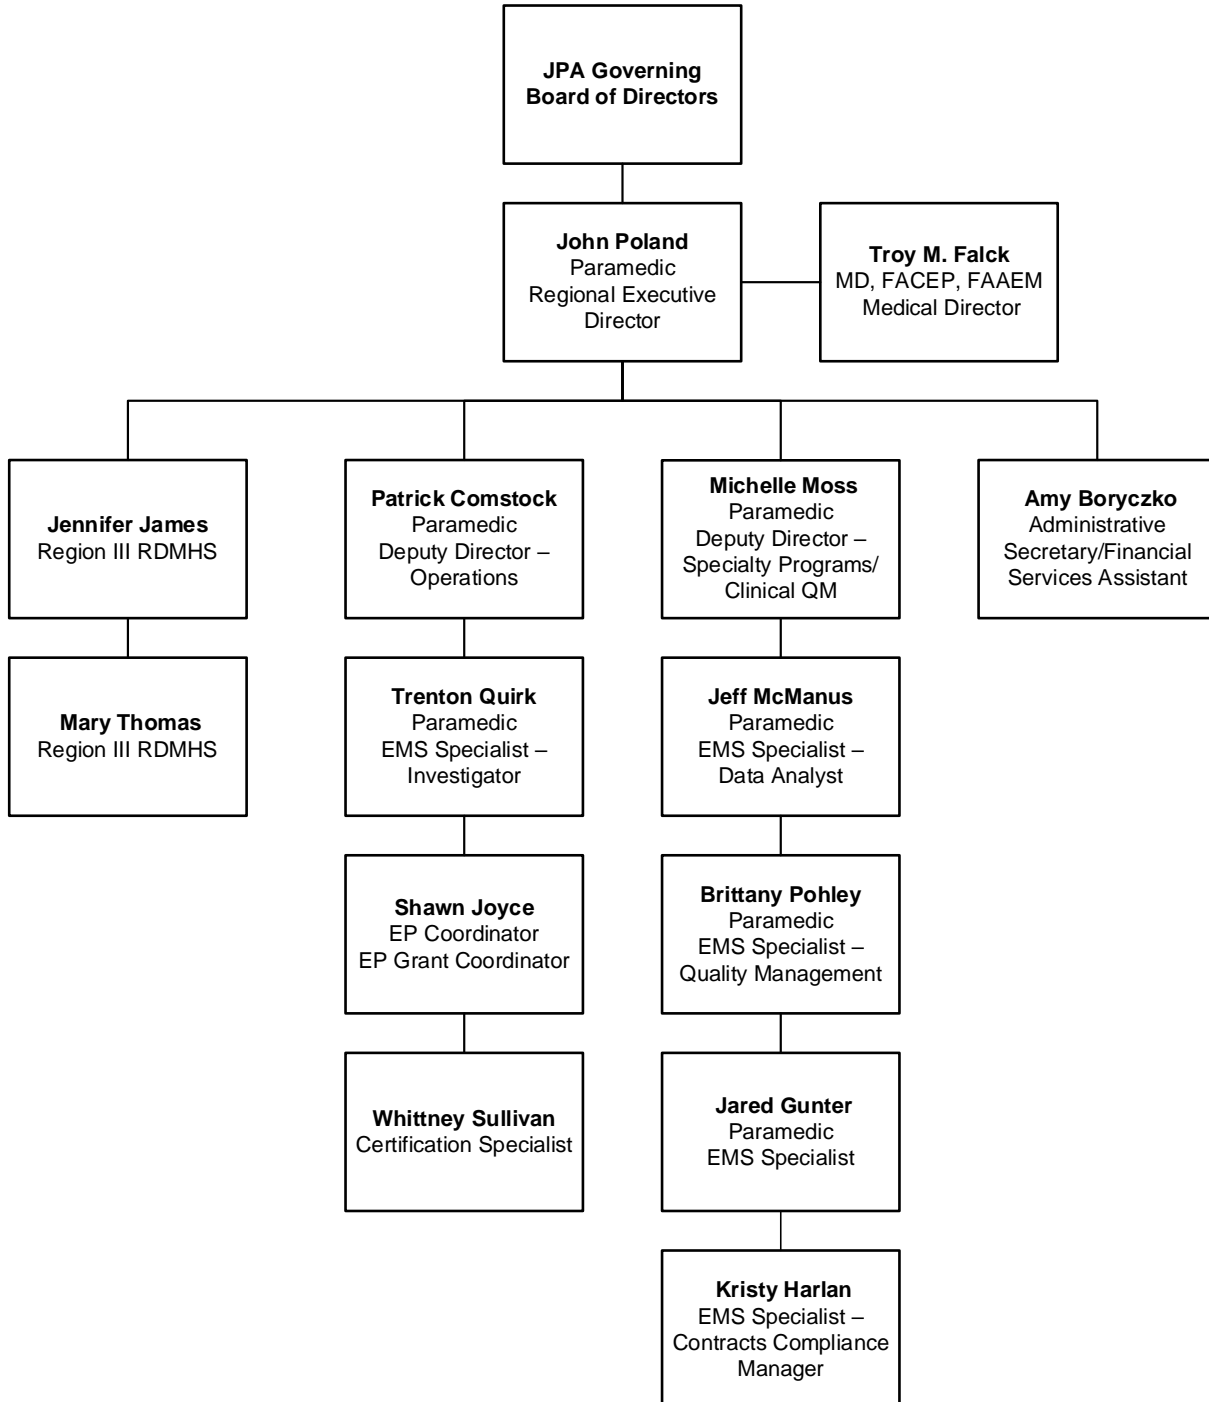 JPA Governing
Board of Directors
John Poland
Paramedic
Regional Executive
Director
Troy M. Falck
MD, FACEP, FAAEM
Medical Director
Jennifer James
Region III RDMHS
Patrick Comstock
Paramedic
Deputy Director –
Operations
Michelle Moss
Paramedic
Deputy Director –
Specialty Programs/
Clinical QM
Amy Boryczko
Administrative
Secretary/Financial
Services Assistant
Mary Thomas
Region III RDMHS
Trenton Quirk
Paramedic
EMS Specialist –
Investigator
Jeff McManus
Paramedic
EMS Specialist –
Data Analyst
Shawn Joyce
EP Coordinator
EP Grant Coordinator
Brittany Pohley
Paramedic
EMS Specialist –
Quality Management
Whittney Sullivan
Certification Specialist
Jared Gunter
Paramedic
EMS Specialist
Kristy Harlan
EMS Specialist –
Contracts Compliance
Manager